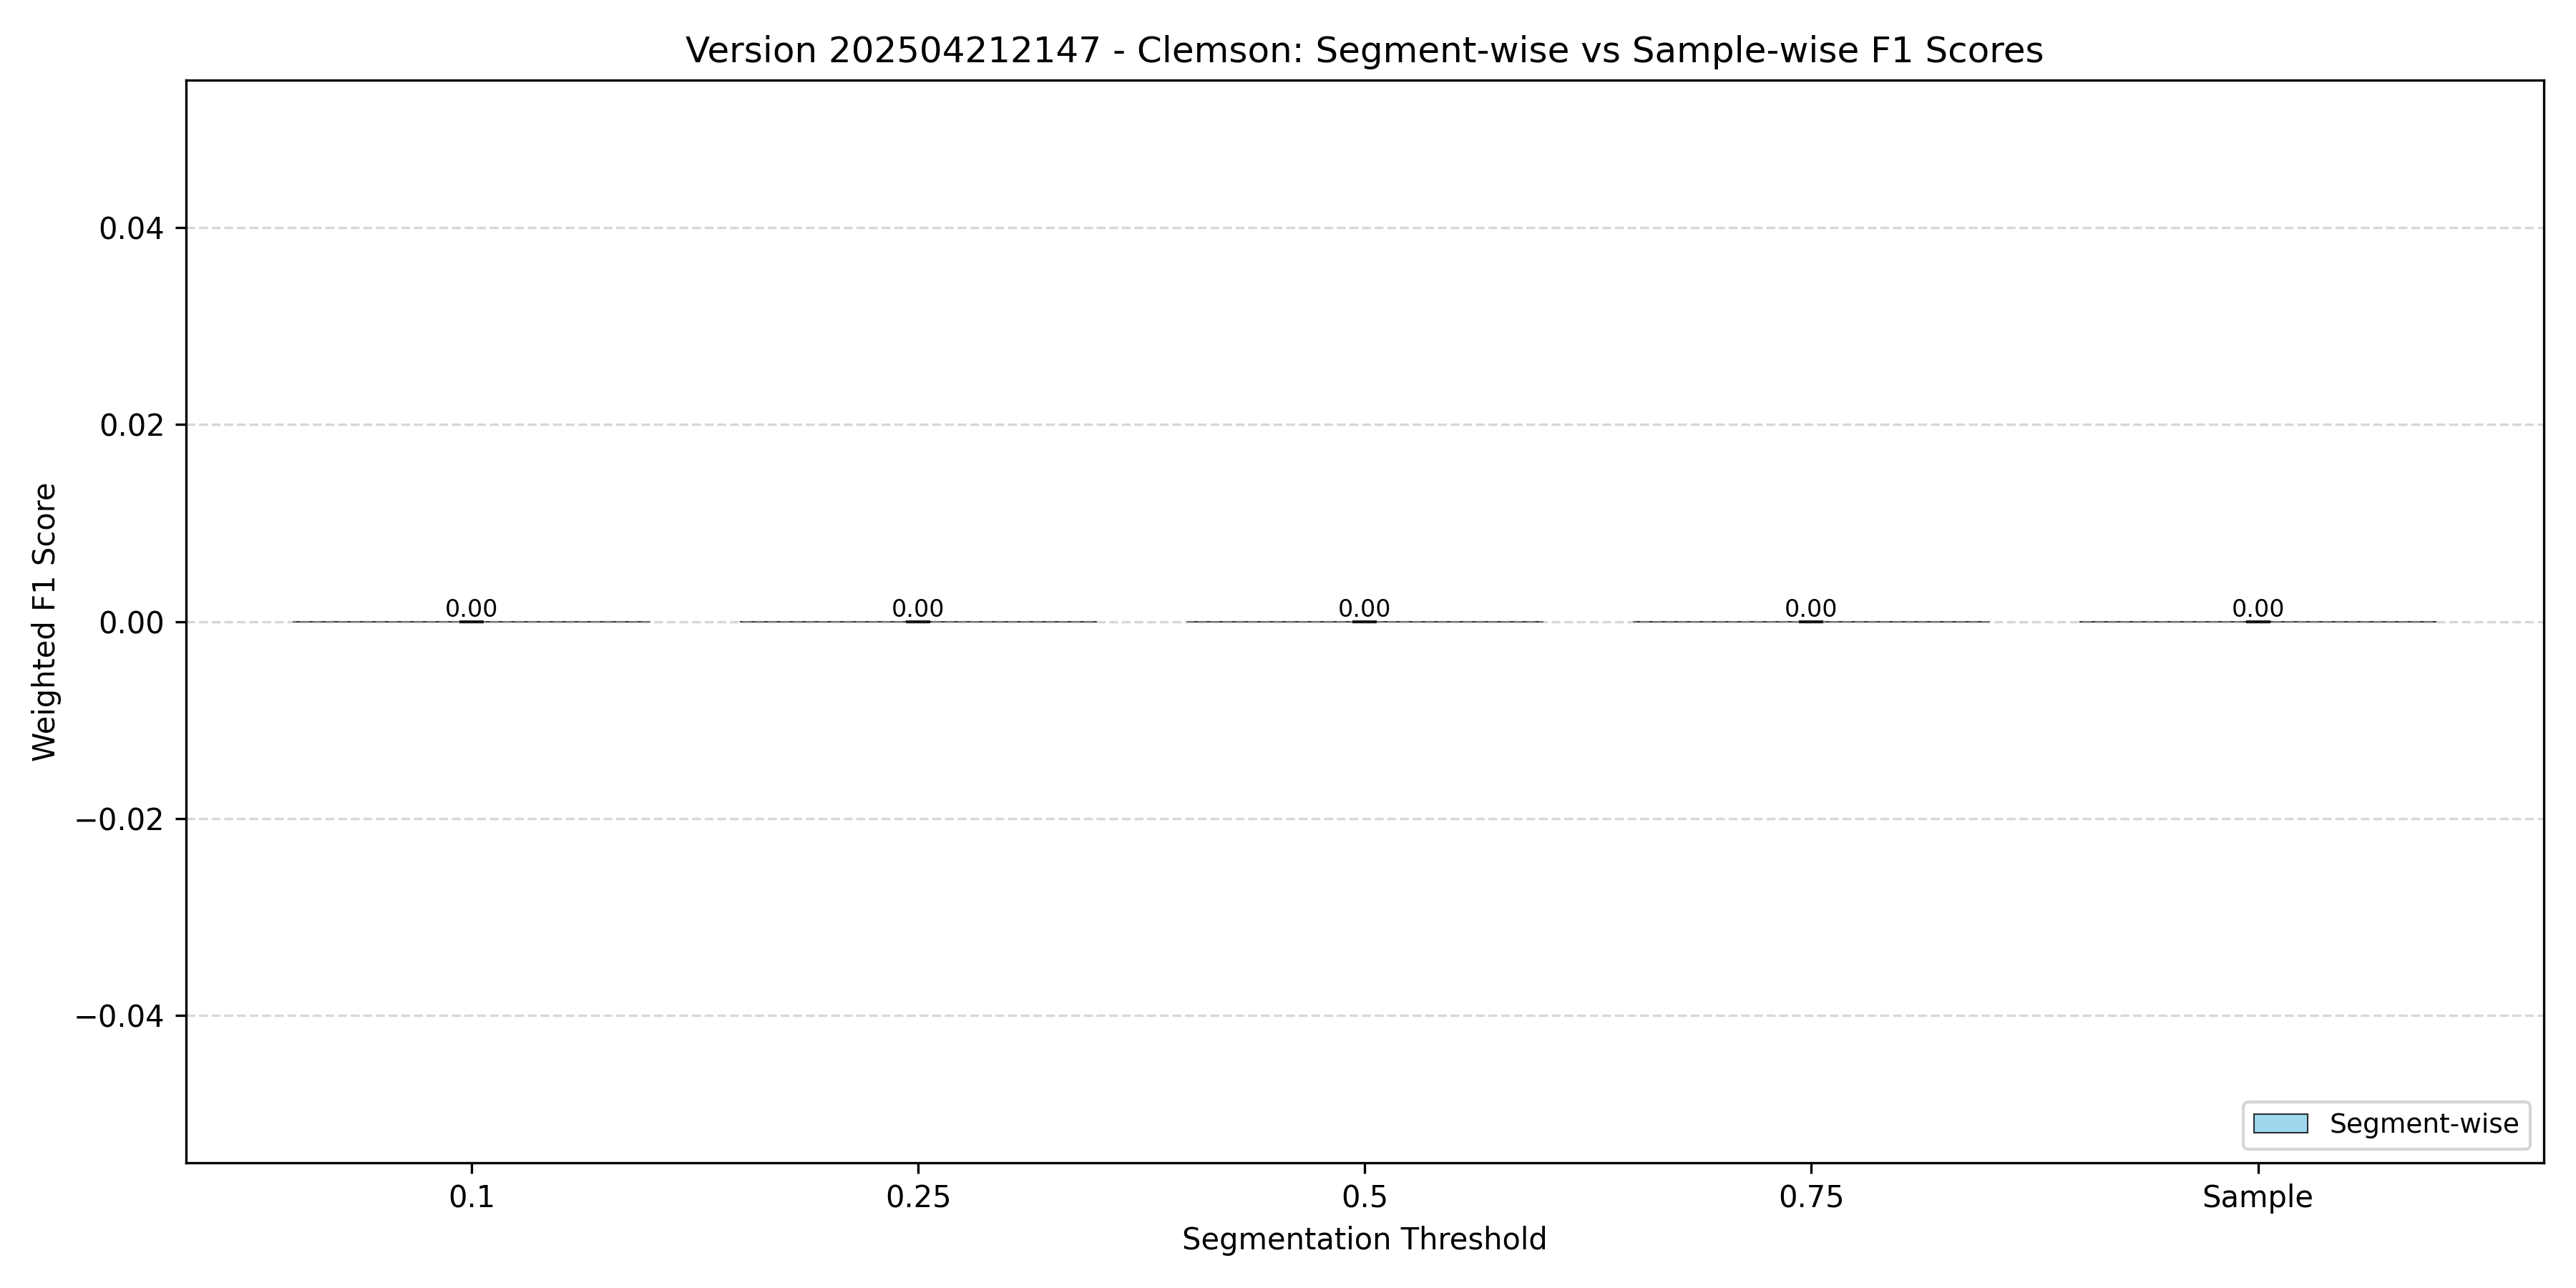 Version 202504212147 - Clemson: Segment-wise vs Sample-wise F1 Scores
Weighted F1 Score
0.04
0.02
0.00
−0.02
−0.04
0.00 0.00 0.00 0.00 0.00
Segment-wise
0.1 0.25 0.5 0.75 Sample
Segmentation Threshold